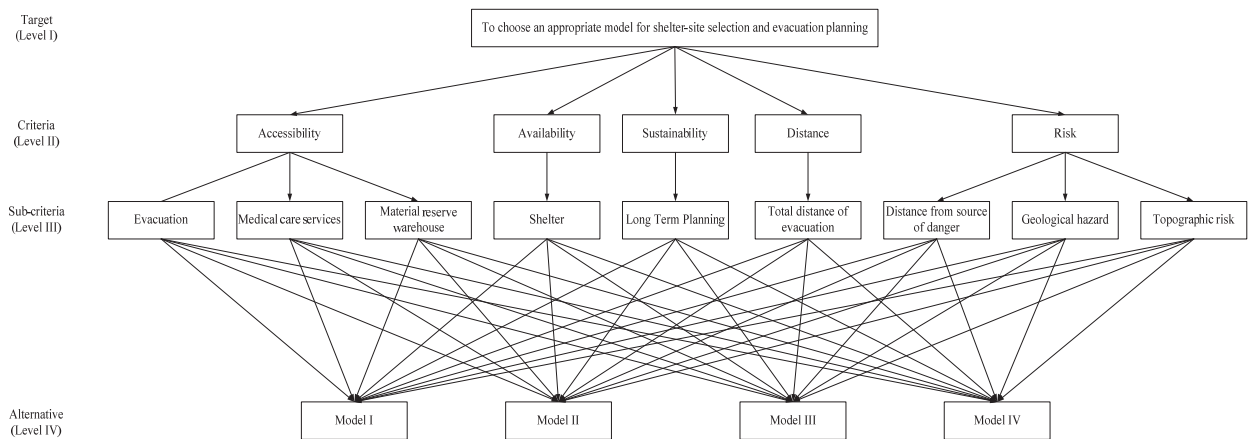 Target
(Level I)
To choose an appropriate model for shelter-site selection and evacuation planning
Criteria
(Level II)
Accessibility
Availability
Sustainability
Distance
Risk
Sub-criteria
(Level III)
Evacuation
Medical care services
Material reserve
warehouse
Shelter
Long Term Planning
Total distance of
evacuation
Distance from source
of danger
Geological hazard
Topographic risk
Alternative
(Level IV)
Model I
Model II
Model III
Model IV